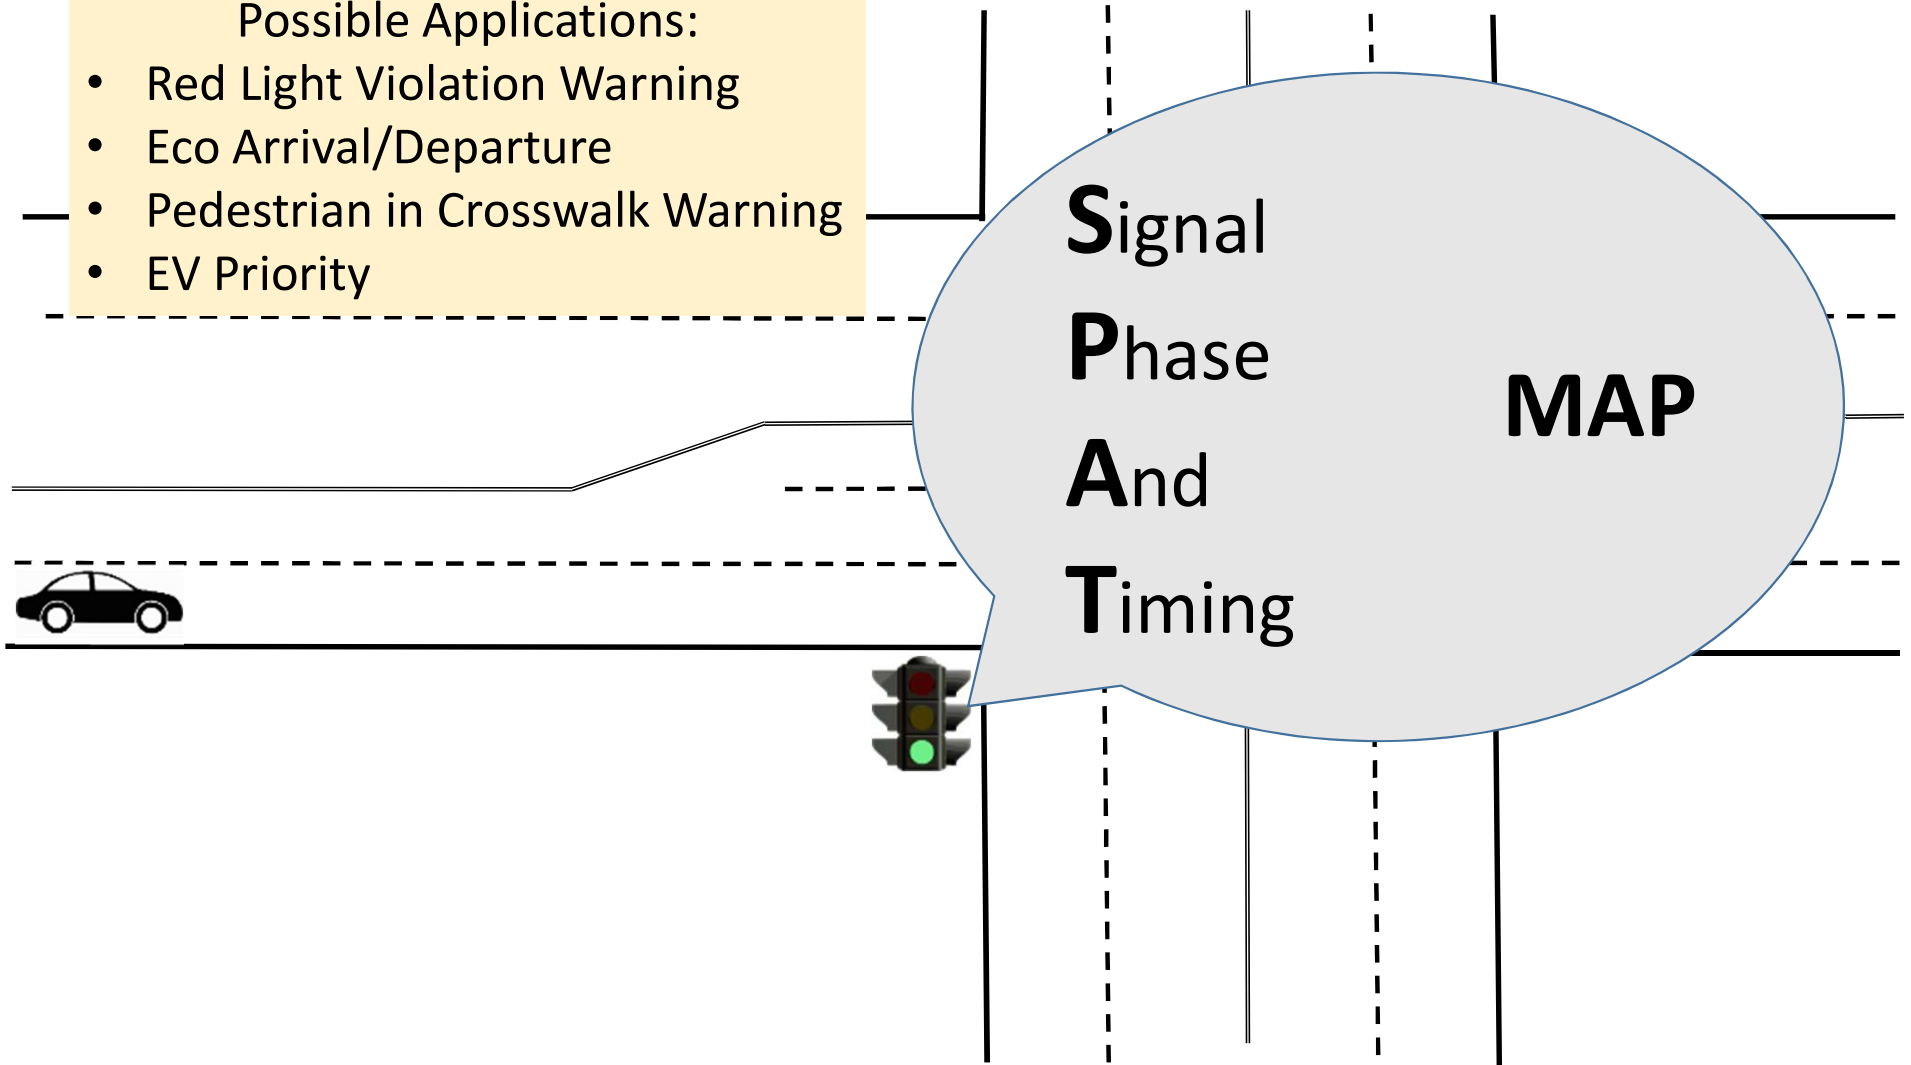 Possible Applications:
• Red Light Violation Warning
• Eco Arrival/Departure
• Pedestrian in Crosswalk Warning
• EV Priority
Signal
Phase
And
Timing
MAP